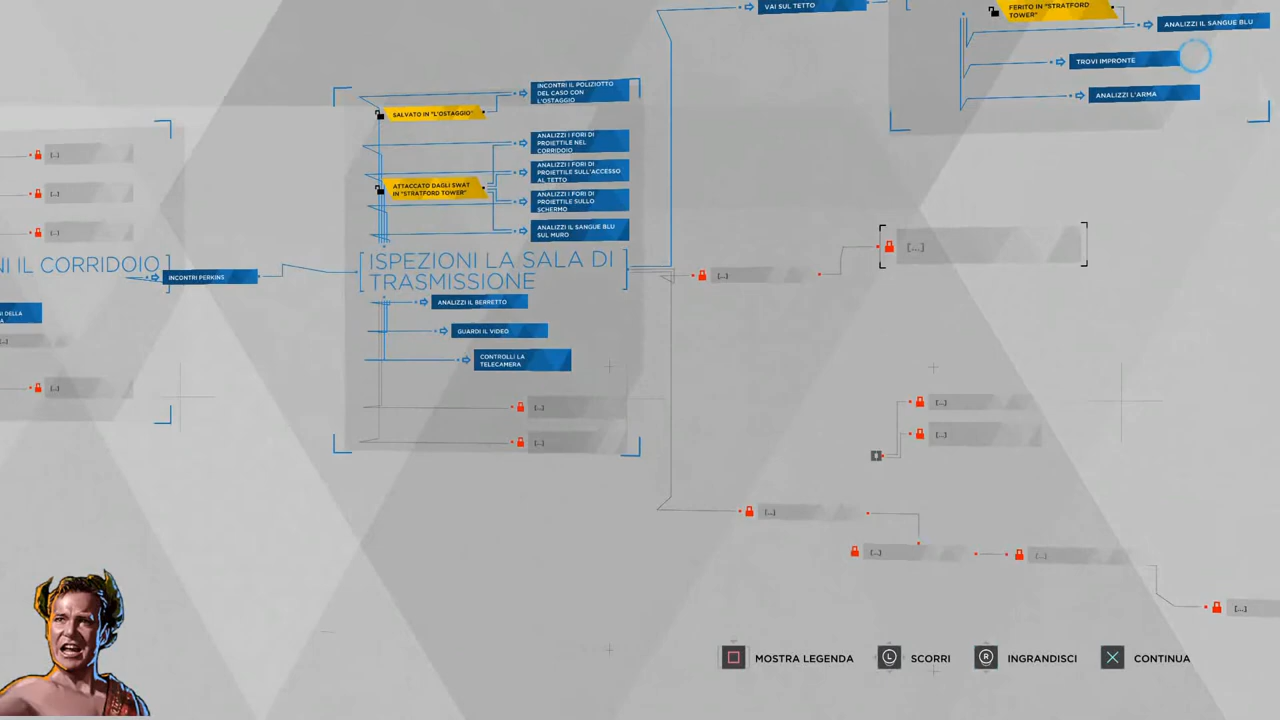 VAI SUL TETTO
FERITO IN "STRATFORD
TOWER"
ANALIZZI IL SANGUE BLU
TROVI IMPRONTE
ANALIZZI L'ARMA
INCONTRI IL POLIZIOTTO
DEL CASO CON
L'OSTAGGIO
SALVATO IN "L'OSTAGGIO"
ANALIZZI I FORI DI
PROIETTILE NEL
CORRIDOIO
ANALIZZI I FORI DI
PROIETTILE SULL'ACCESSO
AL TETTO
ATTACCATO DAGLI SWAT
IN "STRATFORD TOWER"
ANALIZZI I FORI DI
PROIETTILE SULLO
SCHERMO
ANALIZZI IL SANGUE BLU
SUL MURO
[...]
[...]
[...]
NI IL CORRIDOIO
INCONTRI PERKINS
ISPEZIONI LA SALA DI
TRASMISSIONE
[...]
[...]
ANALIZZI IL BERRETTO
NI DELLA
A
GUARDI IL VIDEO
...]
CONTROLLI LA
TELECAMERA
[...]
[...]
[...]
[...]
[...]
[...]
[...]
[...]
[...]
MOSTRA LEGENDA
L
SCORRI
R
INGRANDISCI
CONTINUA